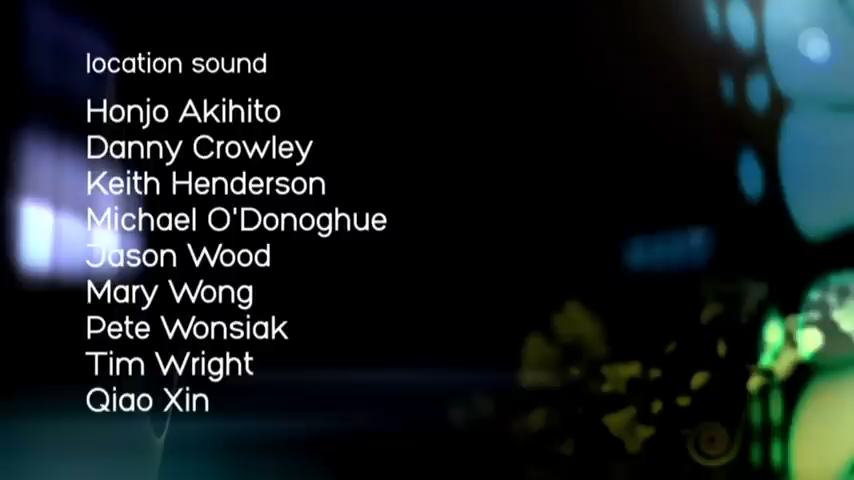 location sound
Honjo Akihito
Danny Crowley
Keith Henderson
Michael O'Donoghue
Jason Wood
Mary Wong
Pete Wonsiak
Tim Wright
Qiao Xin